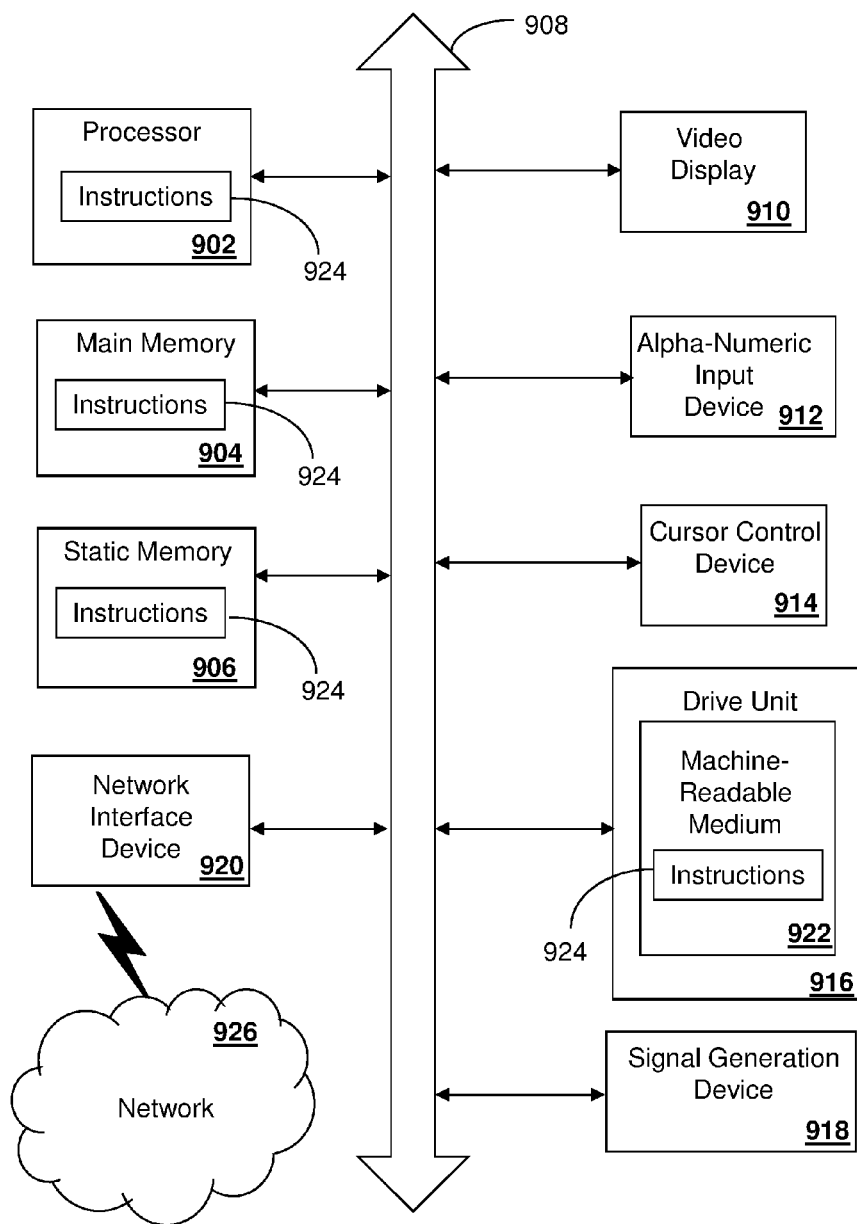 908
Processor
Instructions
902
924
Main Memory
Instructions
904
924
Static Memory
Instructions
906
924
Network
Interface
Device
920
926
Network
Video
Display
910
Alpha-Numeric
Input
Device
912
Cursor Control
Device
914
Drive Unit
Machine-
Readable
Medium
Instructions
924
922
916
Signal Generation
Device
918